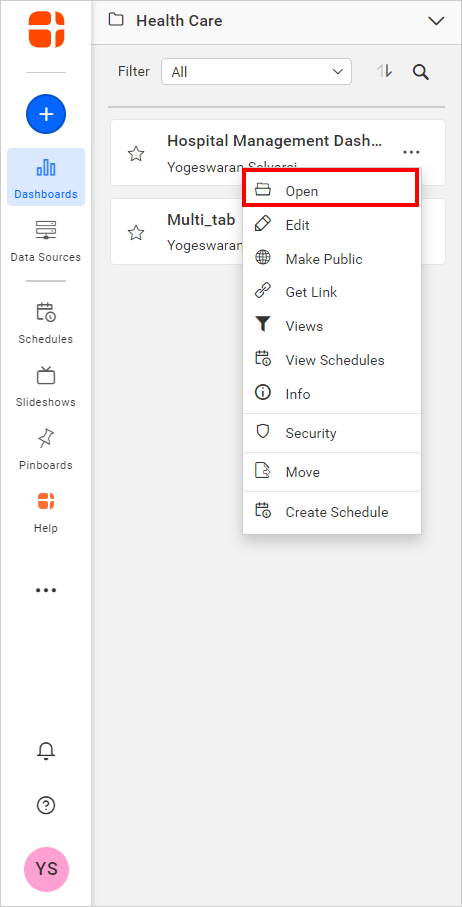 Health Care
Filter
All
Dashboards
Data Sources
Schedules
Slideshows
Pinboards
Help
YS
Hospital Management Dash...
Yogeswaran Selvaraj
Multi_tab
Yogeswaran
Open
Edit
Make Public
Get Link
Views
View Schedules
Info
Security
Move
Create Schedule